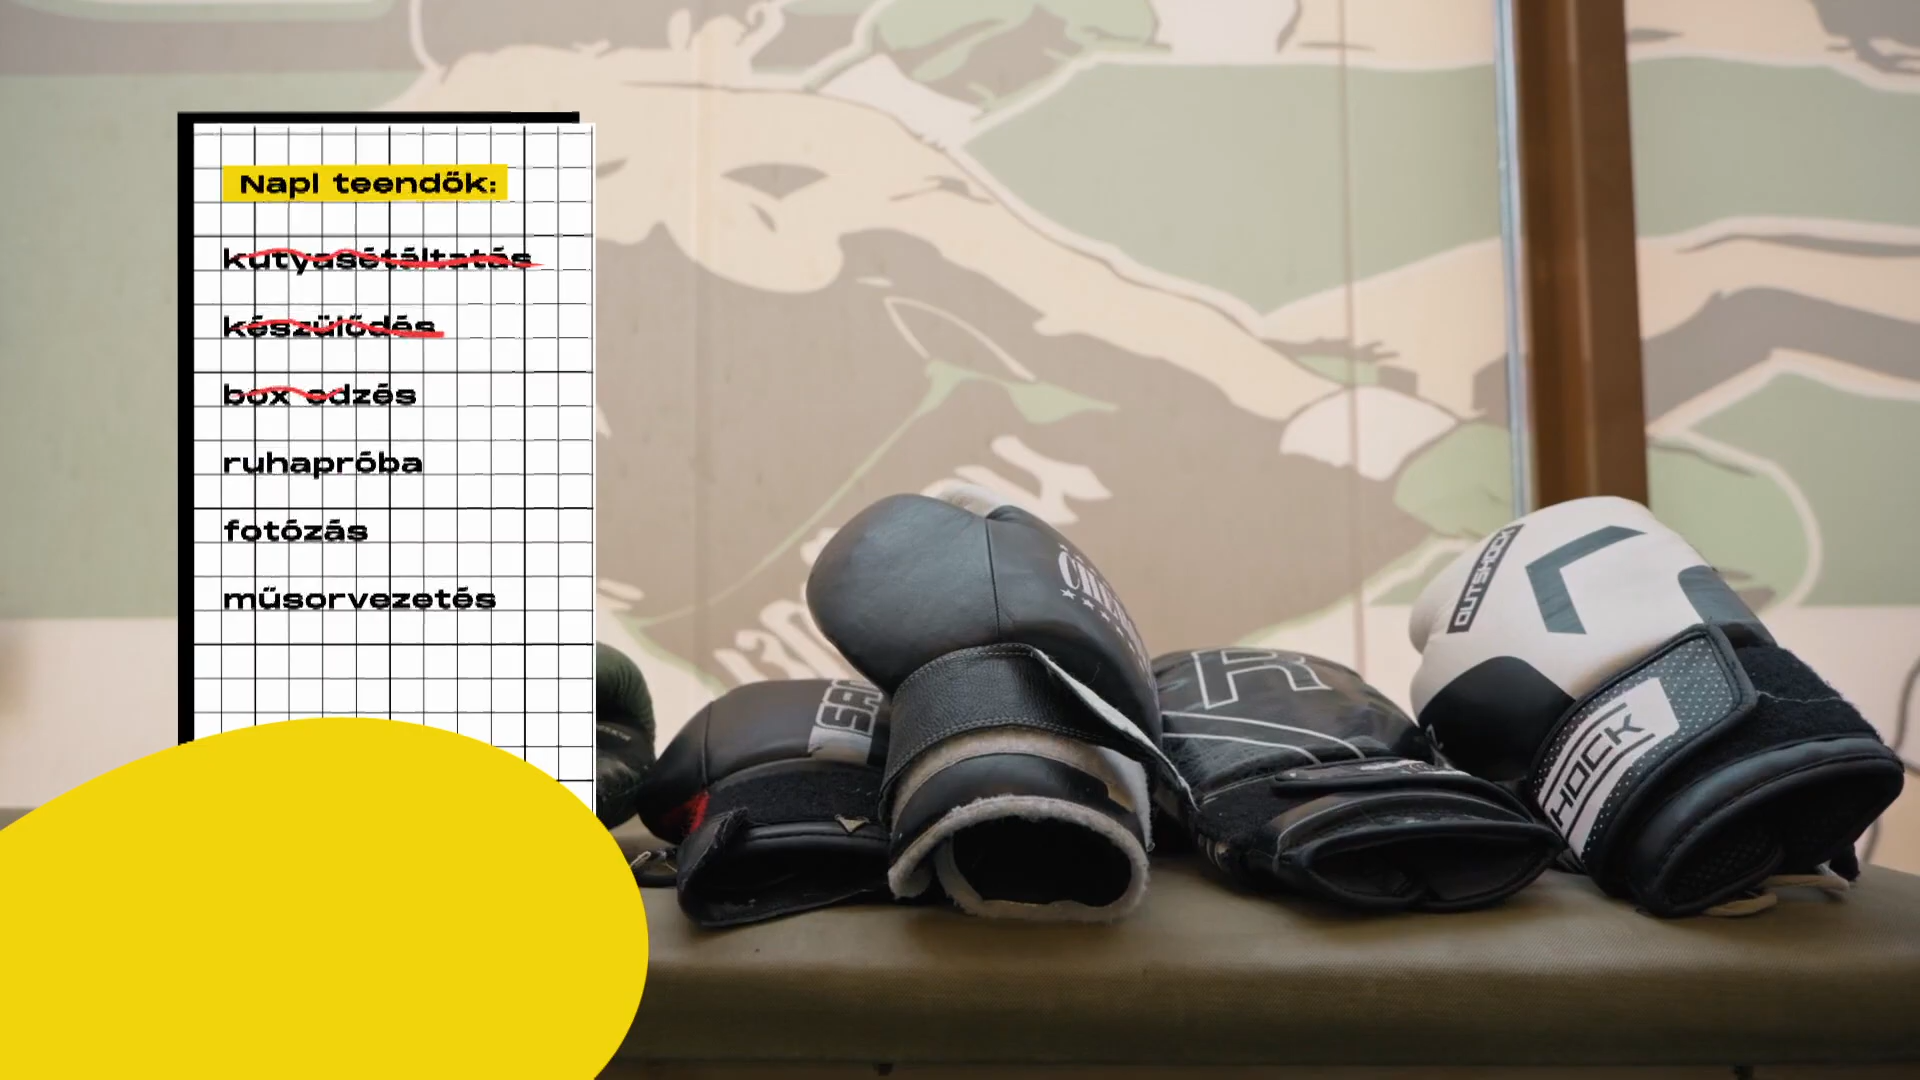 Napl teendők:
kutyasétáltatás
készülődés
box edzés
ruhapróba
fotózás
műsorvezetés
OUTSHOCK
HOCK